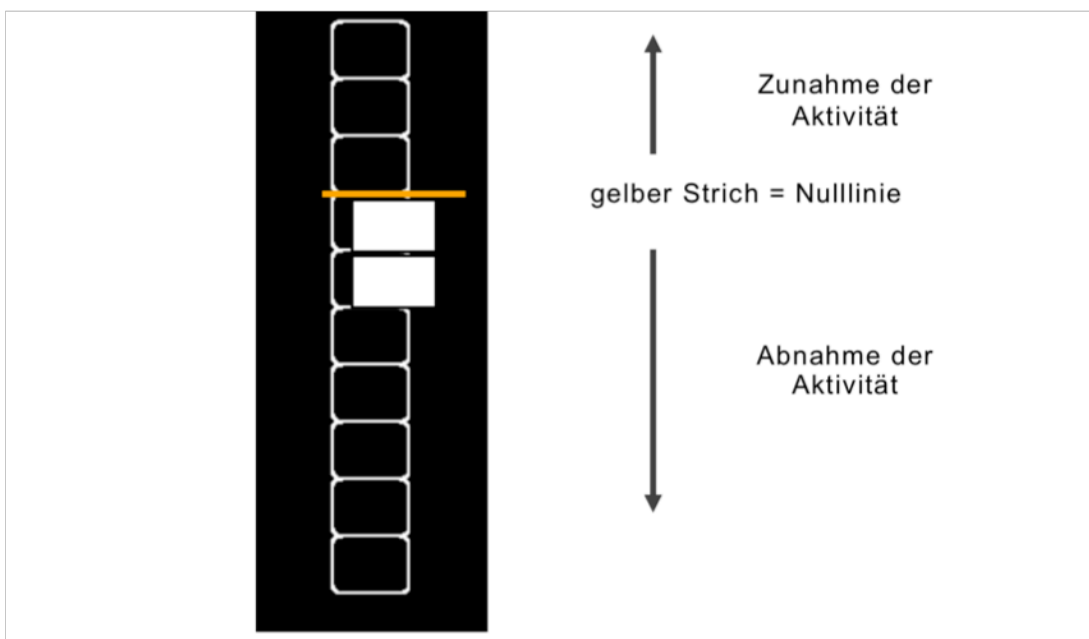 Zunahme der
Aktivität
gelber Strich = Nulllinie
Abnahme der
Aktivität